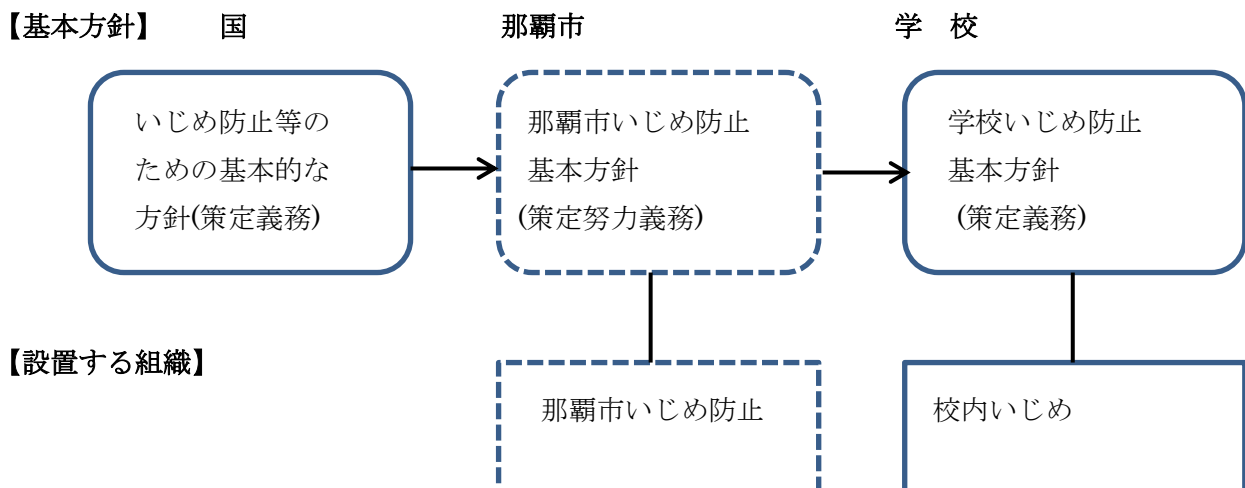 【基本方針】 国 那覇市 学 校
いじめ防止等の
ための基本的な
方針(策定義務)
那覇市いじめ防止
基本方針
(策定努力義務)
学校いじめ防止
基本方針
(策定義務)
【設置する組織】
那覇市いじめ防止
校内いじめ